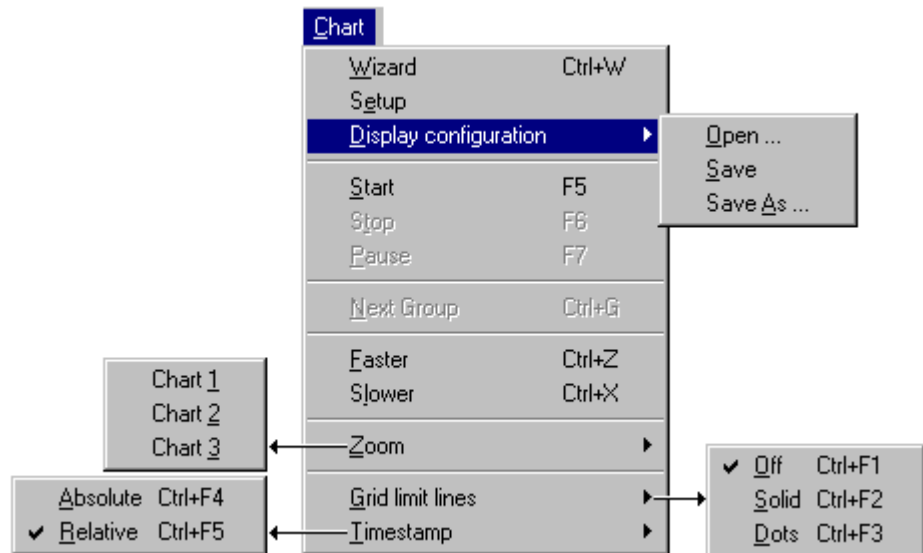 Chart
Wizard Ctrl+W
Setup
Display configuration
Open ...
Save
Save As ...
Start F5
Stop F6
Pause F7
Next Group Ctrl+G
Faster Ctrl+Z
Slower Ctrl+X
Chart 1
Chart 2
Chart 3
Zoom
Absolute Ctrl+F4
Relative Ctrl+F5
Grid limit lines
Timestamp
Off Ctrl+F1
Solid Ctrl+F2
Dots Ctrl+F3